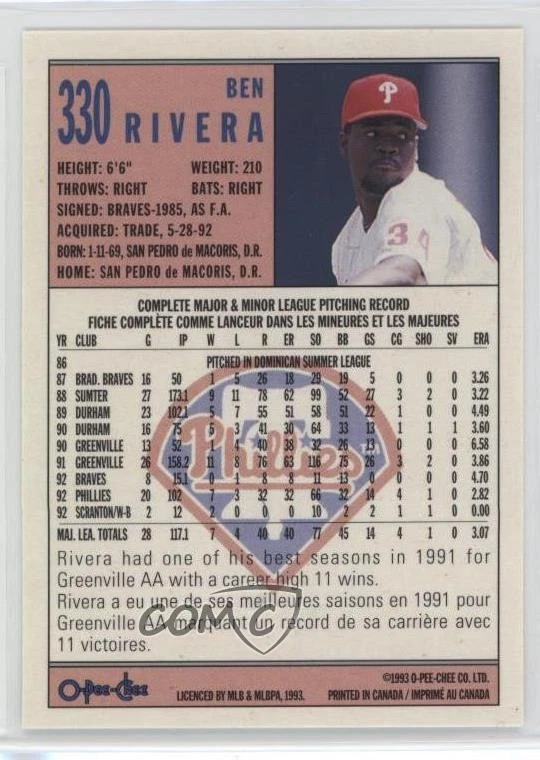 330
BEN
RIVERA
HEIGHT: 6'6" WEIGHT: 210
THROWS: RIGHT BATS: RIGHT
SIGNED: BRAVES-1985, AS F.A.
ACQUIRED: TRADE, 5-28-92
BORN: 1-11-69, SAN PEDRO de MACORIS, D.R.
HOME: SAN PEDRO de MACORIS, D.R.
P
34
COMPLETE MAJOR & MINOR LEAGUE PITCHING RECORD
FICHE COMPLÈTE COMME LANCEUR DANS LES MINEURES ET LES MAJEURES
YR CLUB G IP W L R ER SO BB GS CG SHO SV ERA
86 PITCHED IN DOMINICAN SUMMER LEAGUE
87 BRAD. BRAVES 16 50 1 5 26 18 29 19 5 0 0 0 3.26
88 SUMTER 27 173.1 9 11 78 62 99 52 27 3 2 0 3.22
89 DURHAM 23 102.1 5 7 55 51 58 51 22 1 0 0 4.49
90 DURHAM 16 75 5 3 41 30 64 33 13 1 1 1 3.60
90 GREENVILLE 13 52 1 4 40 38 32 26 13 0 0 0 6.58
91 GREENVILLE 26 158.2 11 8 76 63 116 75 26 3 2 0 3.86
92 BRAVES 8 15.1 0 1 8 8 11 13 0 0 0 0 4.70
92 PHILLIES 20 102 7 3 32 32 66 32 14 4 1 0 2.82
92 SCRANTON/W-B 2 12 2 0 0 0 10 2 2 1 1 0 0.00
MAJ. LEA. TOTALS 28 117.1 7 4 40 40 77 45 14 4 1 0 3.07
Phillies
Rivera had one of his best seasons in 1991 for
Greenville AA with a career high 11 wins.
Rivera a eu une de ses meilleures saisons en 1991 pour
Greenville AA marquant un record de sa carrière avec
11 victoires.
COMC
O-PEE-CHEE
LICENCED BY MLB & MLBPA, 1993.
©1993 O-PEE-CHEE CO. LTD.
PRINTED IN CANADA / IMPRIMÉ AU CANADA